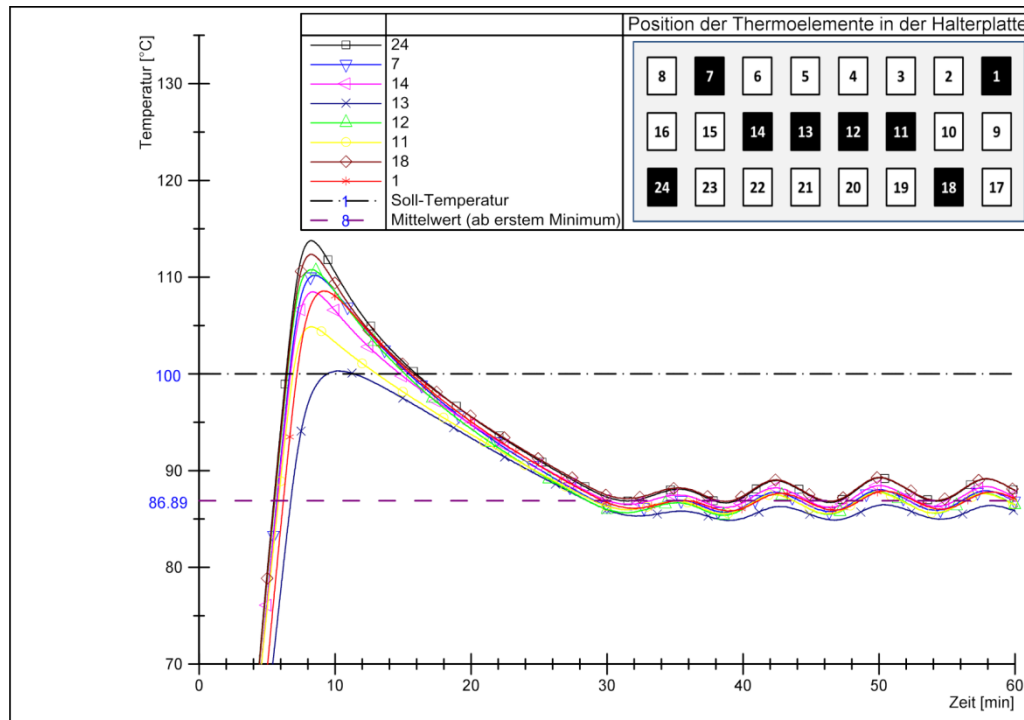 Temperatur [°C]
130
120
110
100
90
86.89
80
70
0
10
20
30
40
50
60
Zeit [min]
24
7
14
13
12
11
18
1
1 Soll-Temperatur
8 Mittelwert (ab erstem Minimum)
Position der Thermoelemente in der Halterplatte
8 7 6 5 4 3 2 1
16 15 14 13 12 11 10 9
24 23 22 21 20 19 18 17